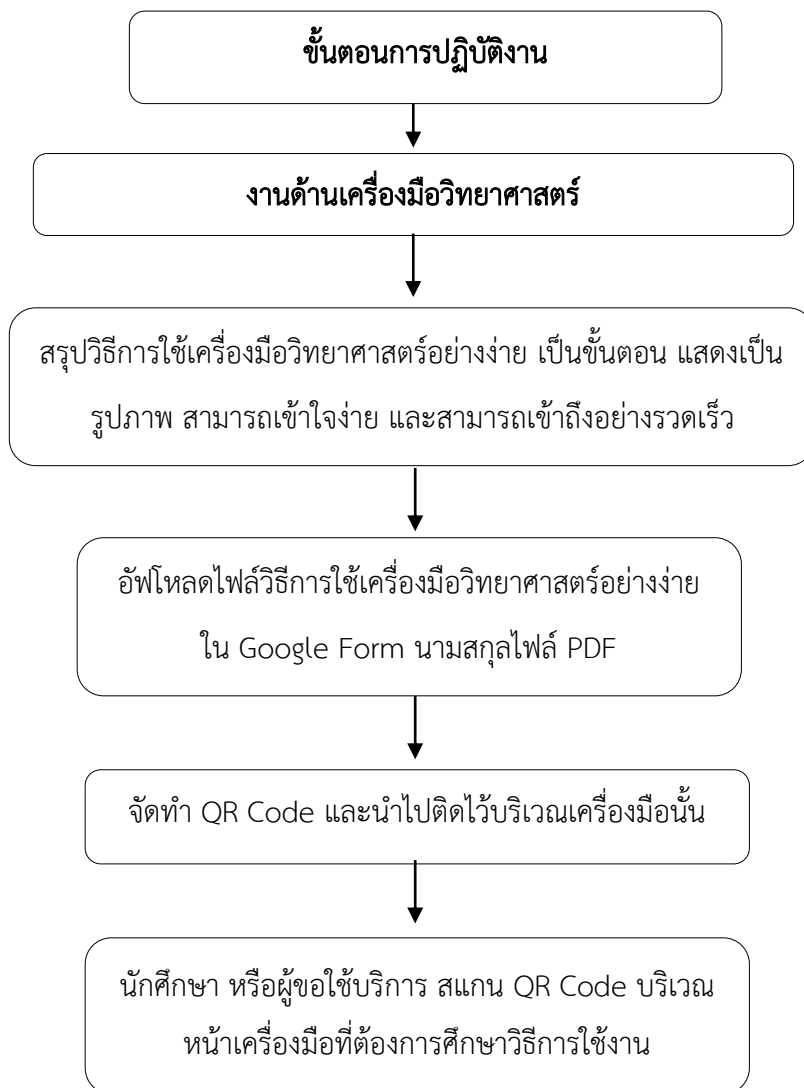 ขั้นตอนการปฏิบัติงาน
งานด้านเครื่องมือวิทยาศาสตร์
สรุปวิธีการใช้เครื่องมือวิทยาศาสตร์อย่างง่าย เป็นขั้นตอน แสดงเป็น
รูปภาพ สามารถเข้าใจง่าย และสามารถเข้าถึงอย่างรวดเร็ว
อัฟโหลดไฟล์วิธีการใช้เครื่องมือวิทยาศาสตร์อย่างง่าย
ใน Google Form นามสกุลไฟล์ PDF
จัดทำ QR Code และนำไปติดไว้บริเวณเครื่องมือนั้น
นักศึกษา หรือผู้ขอใช้บริการ สแกน QR Code บริเวณ
หน้าเครื่องมือที่ต้องการศึกษาวิธีการใช้งาน